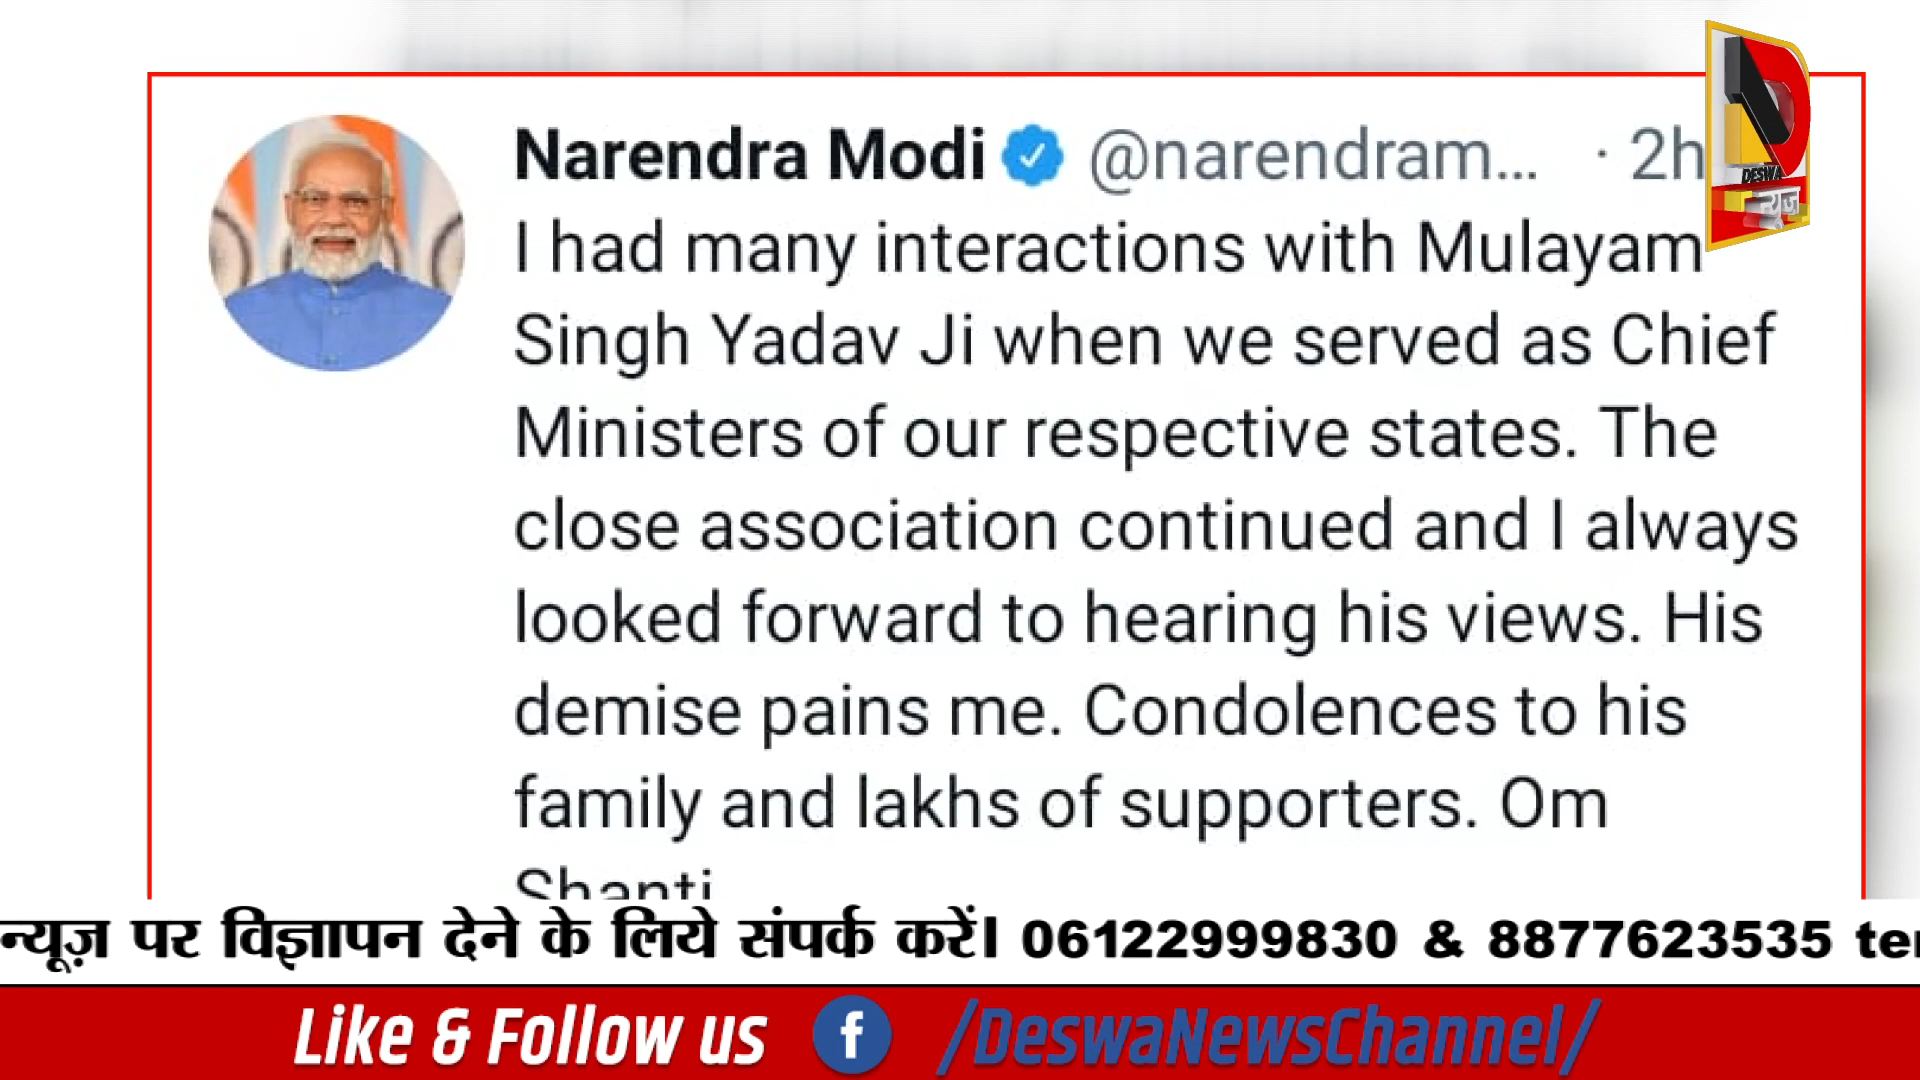 Narendra Modi @narendram... · 2h
I had many interactions with Mulayam
Singh Yadav Ji when we served as Chief
Ministers of our respective states. The
close association continued and I always
looked forward to hearing his views. His
demise pains me. Condolences to his
family and lakhs of supporters. Om
Shanti
DESWA
न्यूज़
न्यूज़ पर विज्ञापन देने के लिये संपर्क करें। 06122999830 & 8877623535
Like & Follow us f /DeswaNewsChannel/